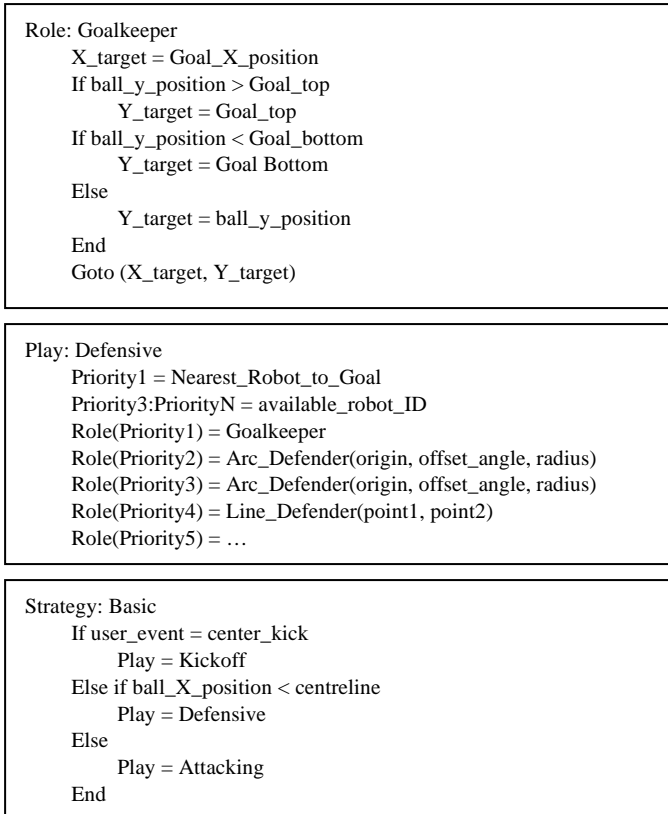 Role: Goalkeeper
X_target = Goal_X_position
If ball_y_position > Goal_top
Y_target = Goal_top
If ball_y_position < Goal_bottom
Y_target = Goal Bottom
Else
Y_target = ball_y_position
End
Goto (X_target, Y_target)
Play: Defensive
Priority1 = Nearest_Robot_to_Goal
Priority3:PriorityN = available_robot_ID
Role(Priority1) = Goalkeeper
Role(Priority2) = Arc_Defender(origin, offset_angle, radius)
Role(Priority3) = Arc_Defender(origin, offset_angle, radius)
Role(Priority4) = Line_Defender(point1, point2)
Role(Priority5) = …
Strategy: Basic
If user_event = center_kick
Play = Kickoff
Else if ball_X_position < centreline
Play = Defensive
Else
Play = Attacking
End